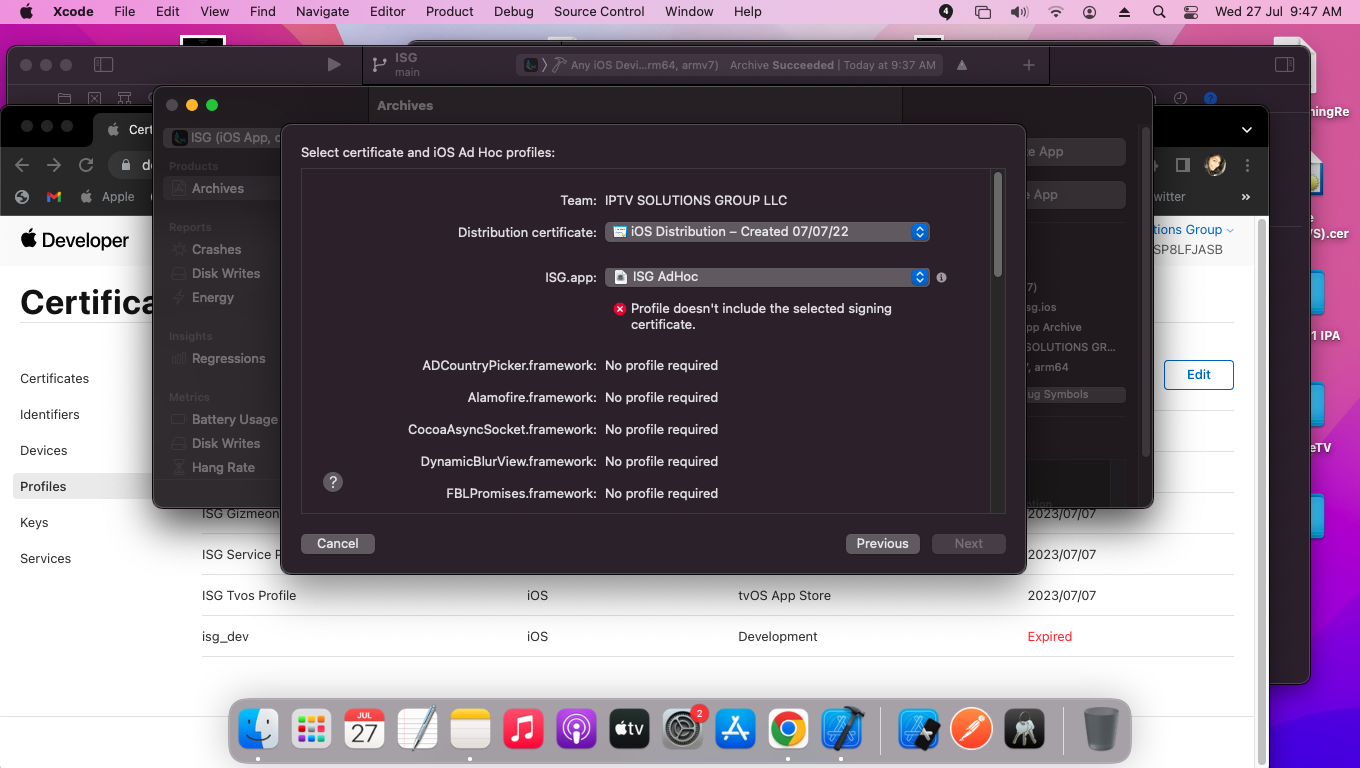 Xcode File Edit View Find Navigate Editor Product Debug Source Control Window Help 4 Wed 27 Jul 9:47 AM
ISG
main
Any iOS Devi...rm64, armv7) Archive Succeeded | Today at 9:37 AM
Archives
Cert
ISG (iOS App, c
Products
Archives
Reports
Crashes
Disk Writes
Energy
Insights
Regressions
Metrics
Battery Usage
Disk Writes
Hang Rate
Apple
witter
Developer
tions Group
SP8LFJASB
Certifica
Certificates
Identifiers
Devices
Profiles
Keys
Services
Select certificate and iOS Ad Hoc profiles:
Team: IPTV SOLUTIONS GROUP LLC
Distribution certificate: iOS Distribution – Created 07/07/22
ISG.app: ISG AdHoc
Profile doesn't include the selected signing
certificate.
ADCountryPicker.framework: No profile required
Alamofire.framework: No profile required
CocoaAsyncSocket.framework: No profile required
DynamicBlurView.framework: No profile required
FBLPromises.framework: No profile required
?
Cancel Previous Next
e App
e App
7)
sg.ios
pp Archive
SOLUTIONS GR...
', arm64
ug Symbols
Edit
ningRe
/S).cer
1 IPA
eTV
ISG Gizmeon 2023/07/07
ISG Service P 2023/07/07
ISG Tvos Profile iOS tvOS App Store 2023/07/07
isg_dev iOS Development Expired
JUL
27
tv
2